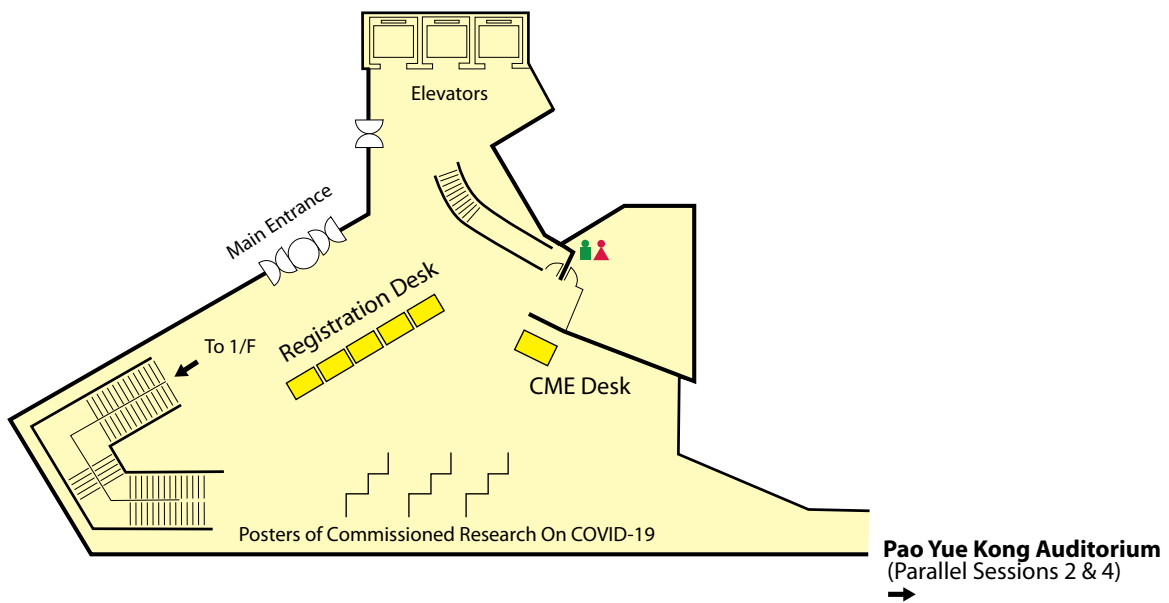 Elevators
Main Entrance
Registration Desk
To 1/F
CME Desk
Posters of Commissioned Research On COVID-19
Pao Yue Kong Auditorium
(Parallel Sessions 2 & 4)